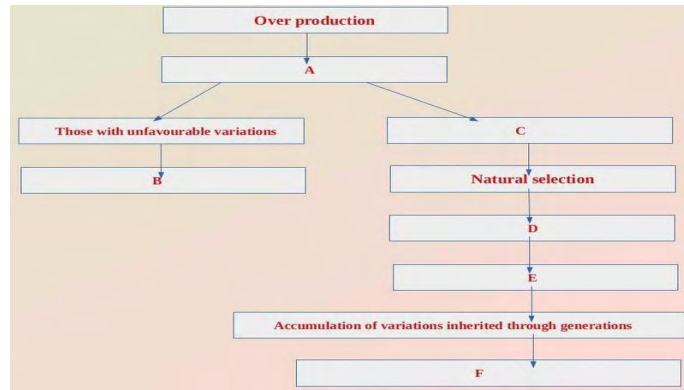 Over production
A
Those with unfavourable variations
C
B
Natural selection
D
E
Accumulation of variations inherited through generations
F